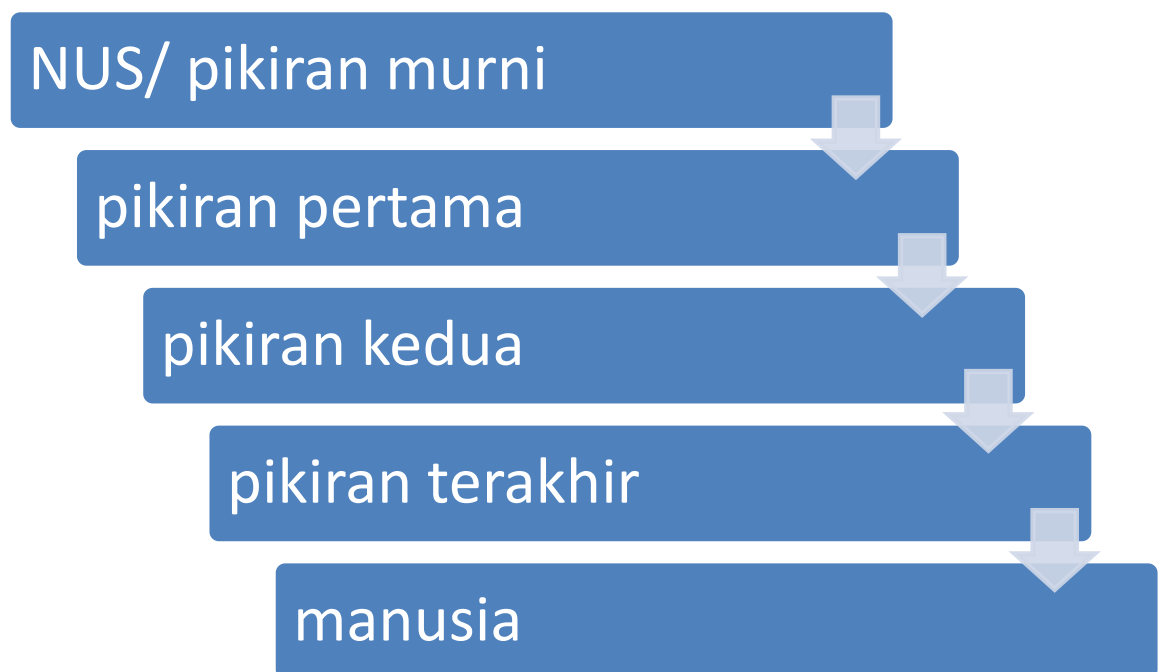 NUS/ pikiran murni
pikiran pertama
pikiran kedua
pikiran terakhir
manusia